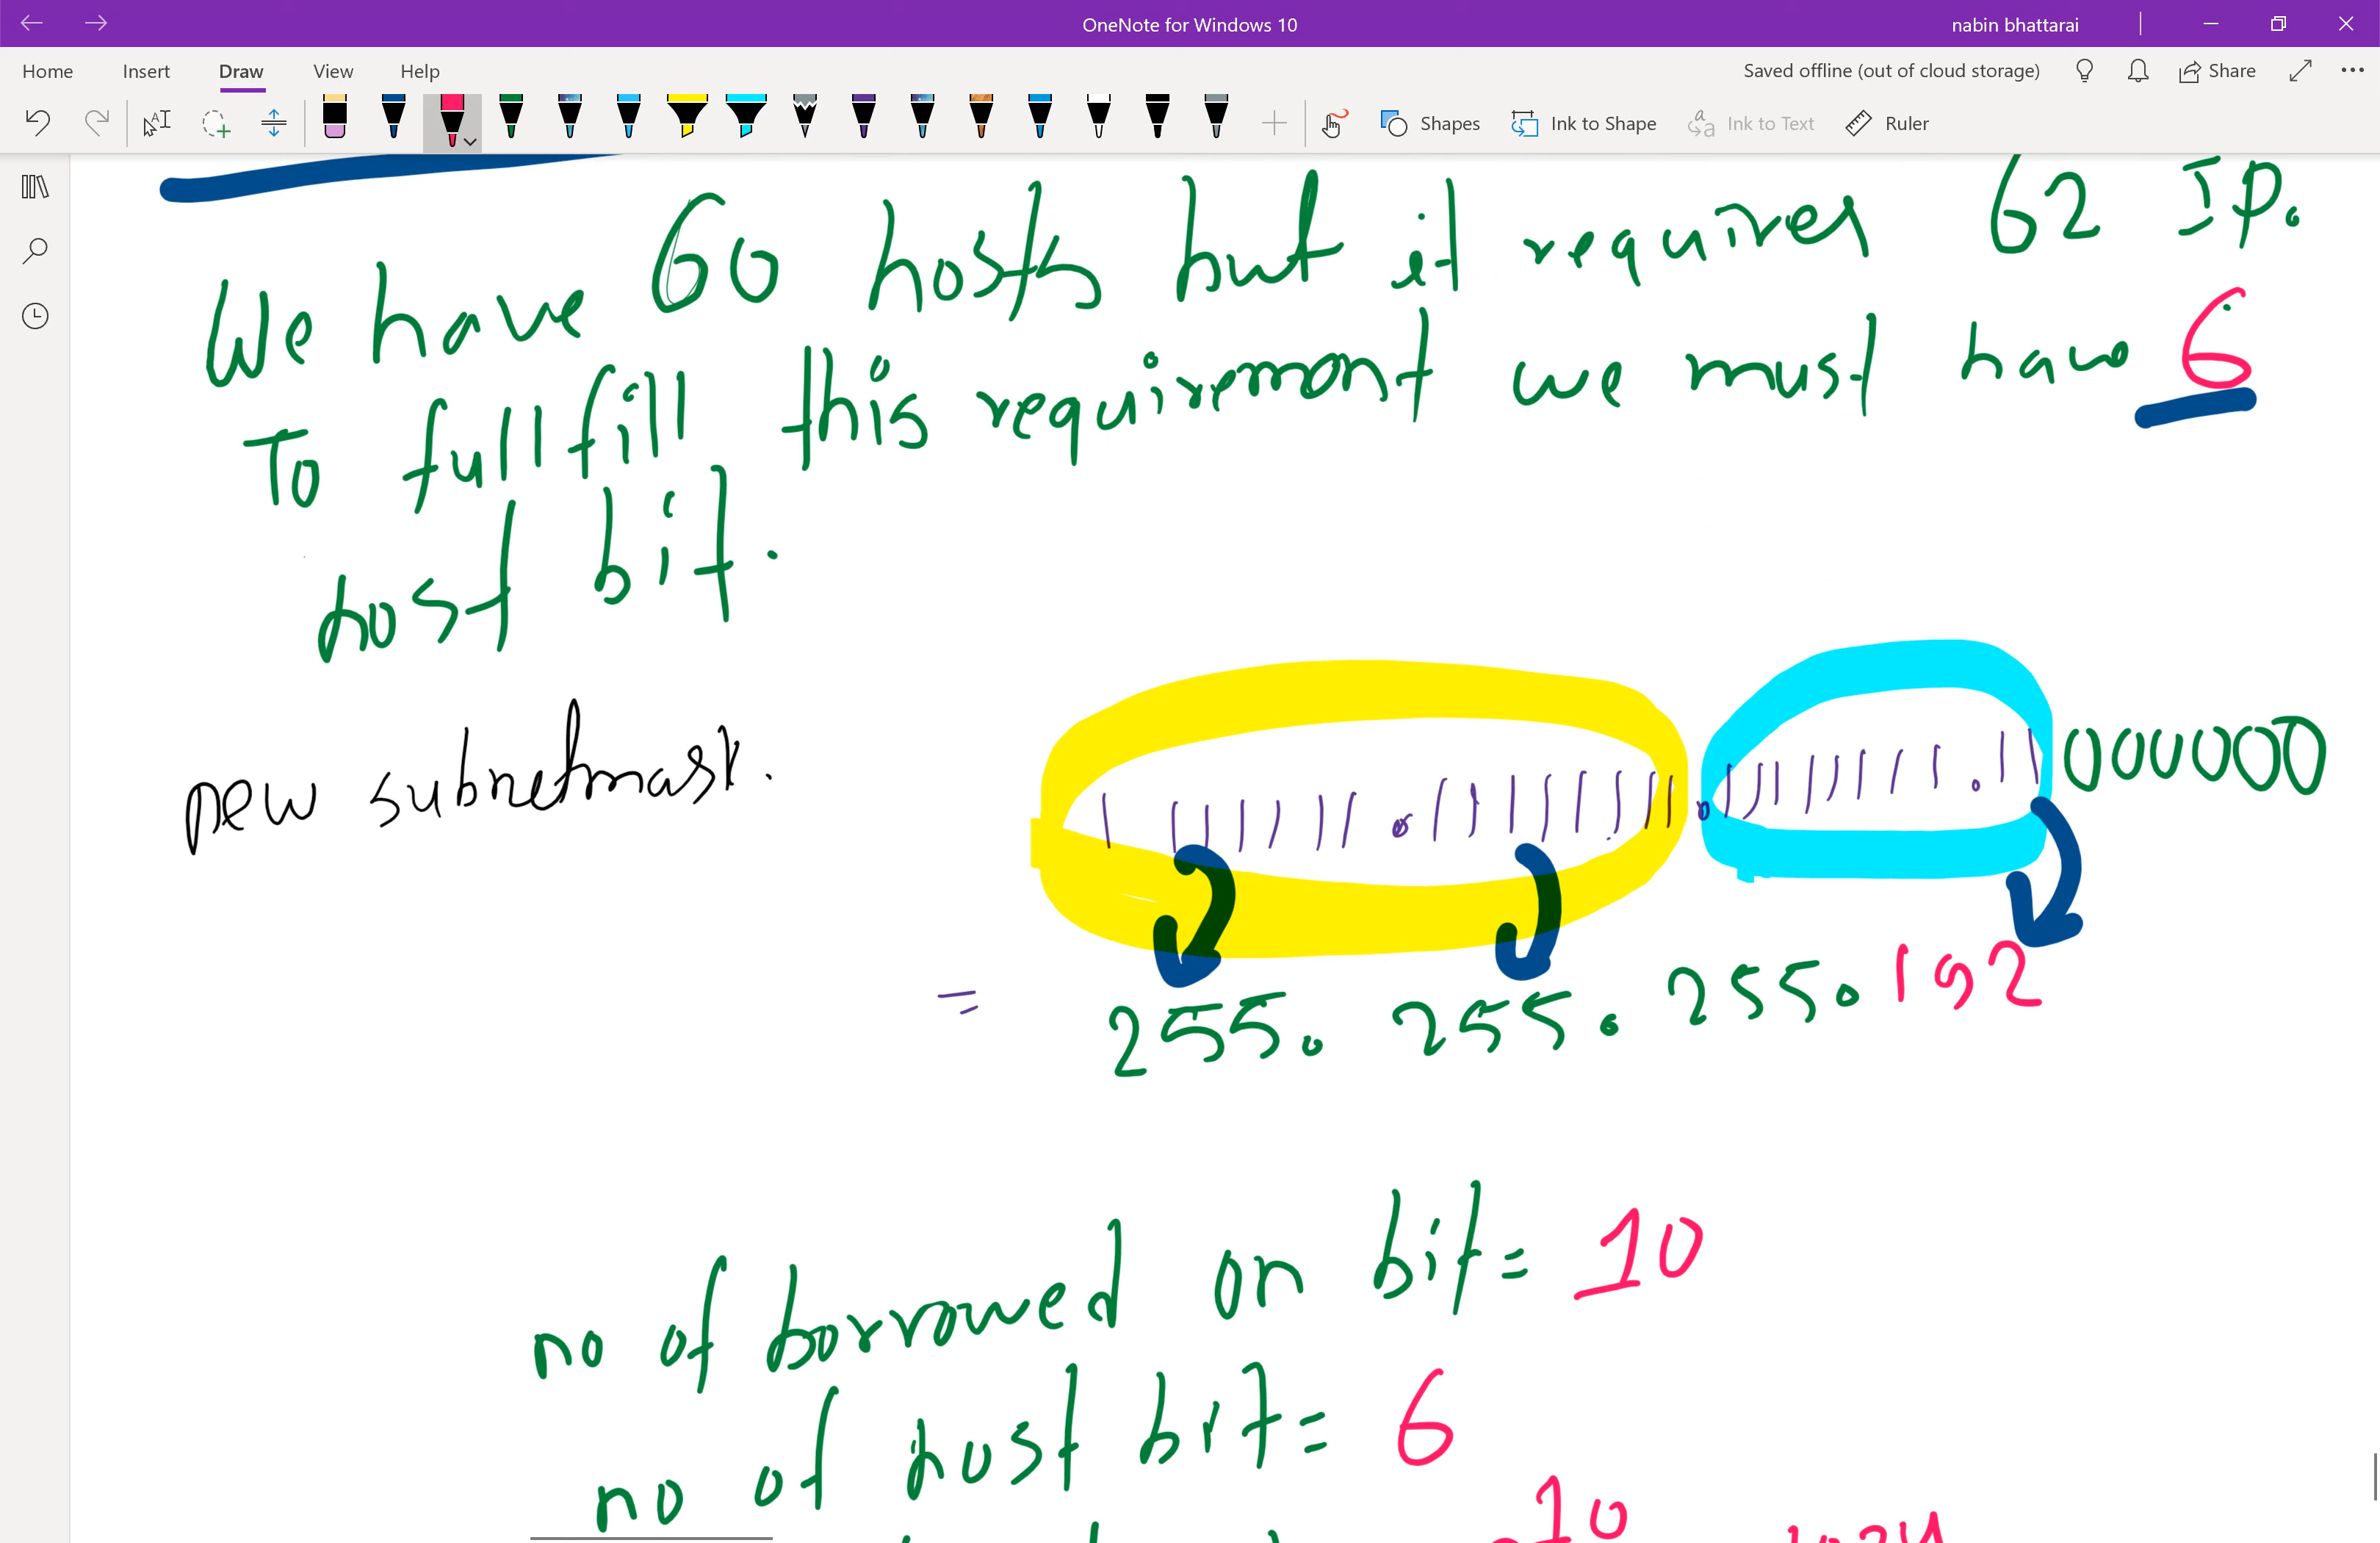 OneNote for Windows 10
nabin bhattarai
Home Insert Draw View Help
Saved offline (out of cloud storage) Share
Shapes Ink to Shape Ink to Text Ruler
We have 60 hosts but it requires 62 IP.
To fullfill this requirement we must have 6
host bit.
new subnetmask.
11111111.11111111.11111111.11000000
= 255.255.255.192
no of borrowed on bit = 10
no of host bit = 6
10
1024